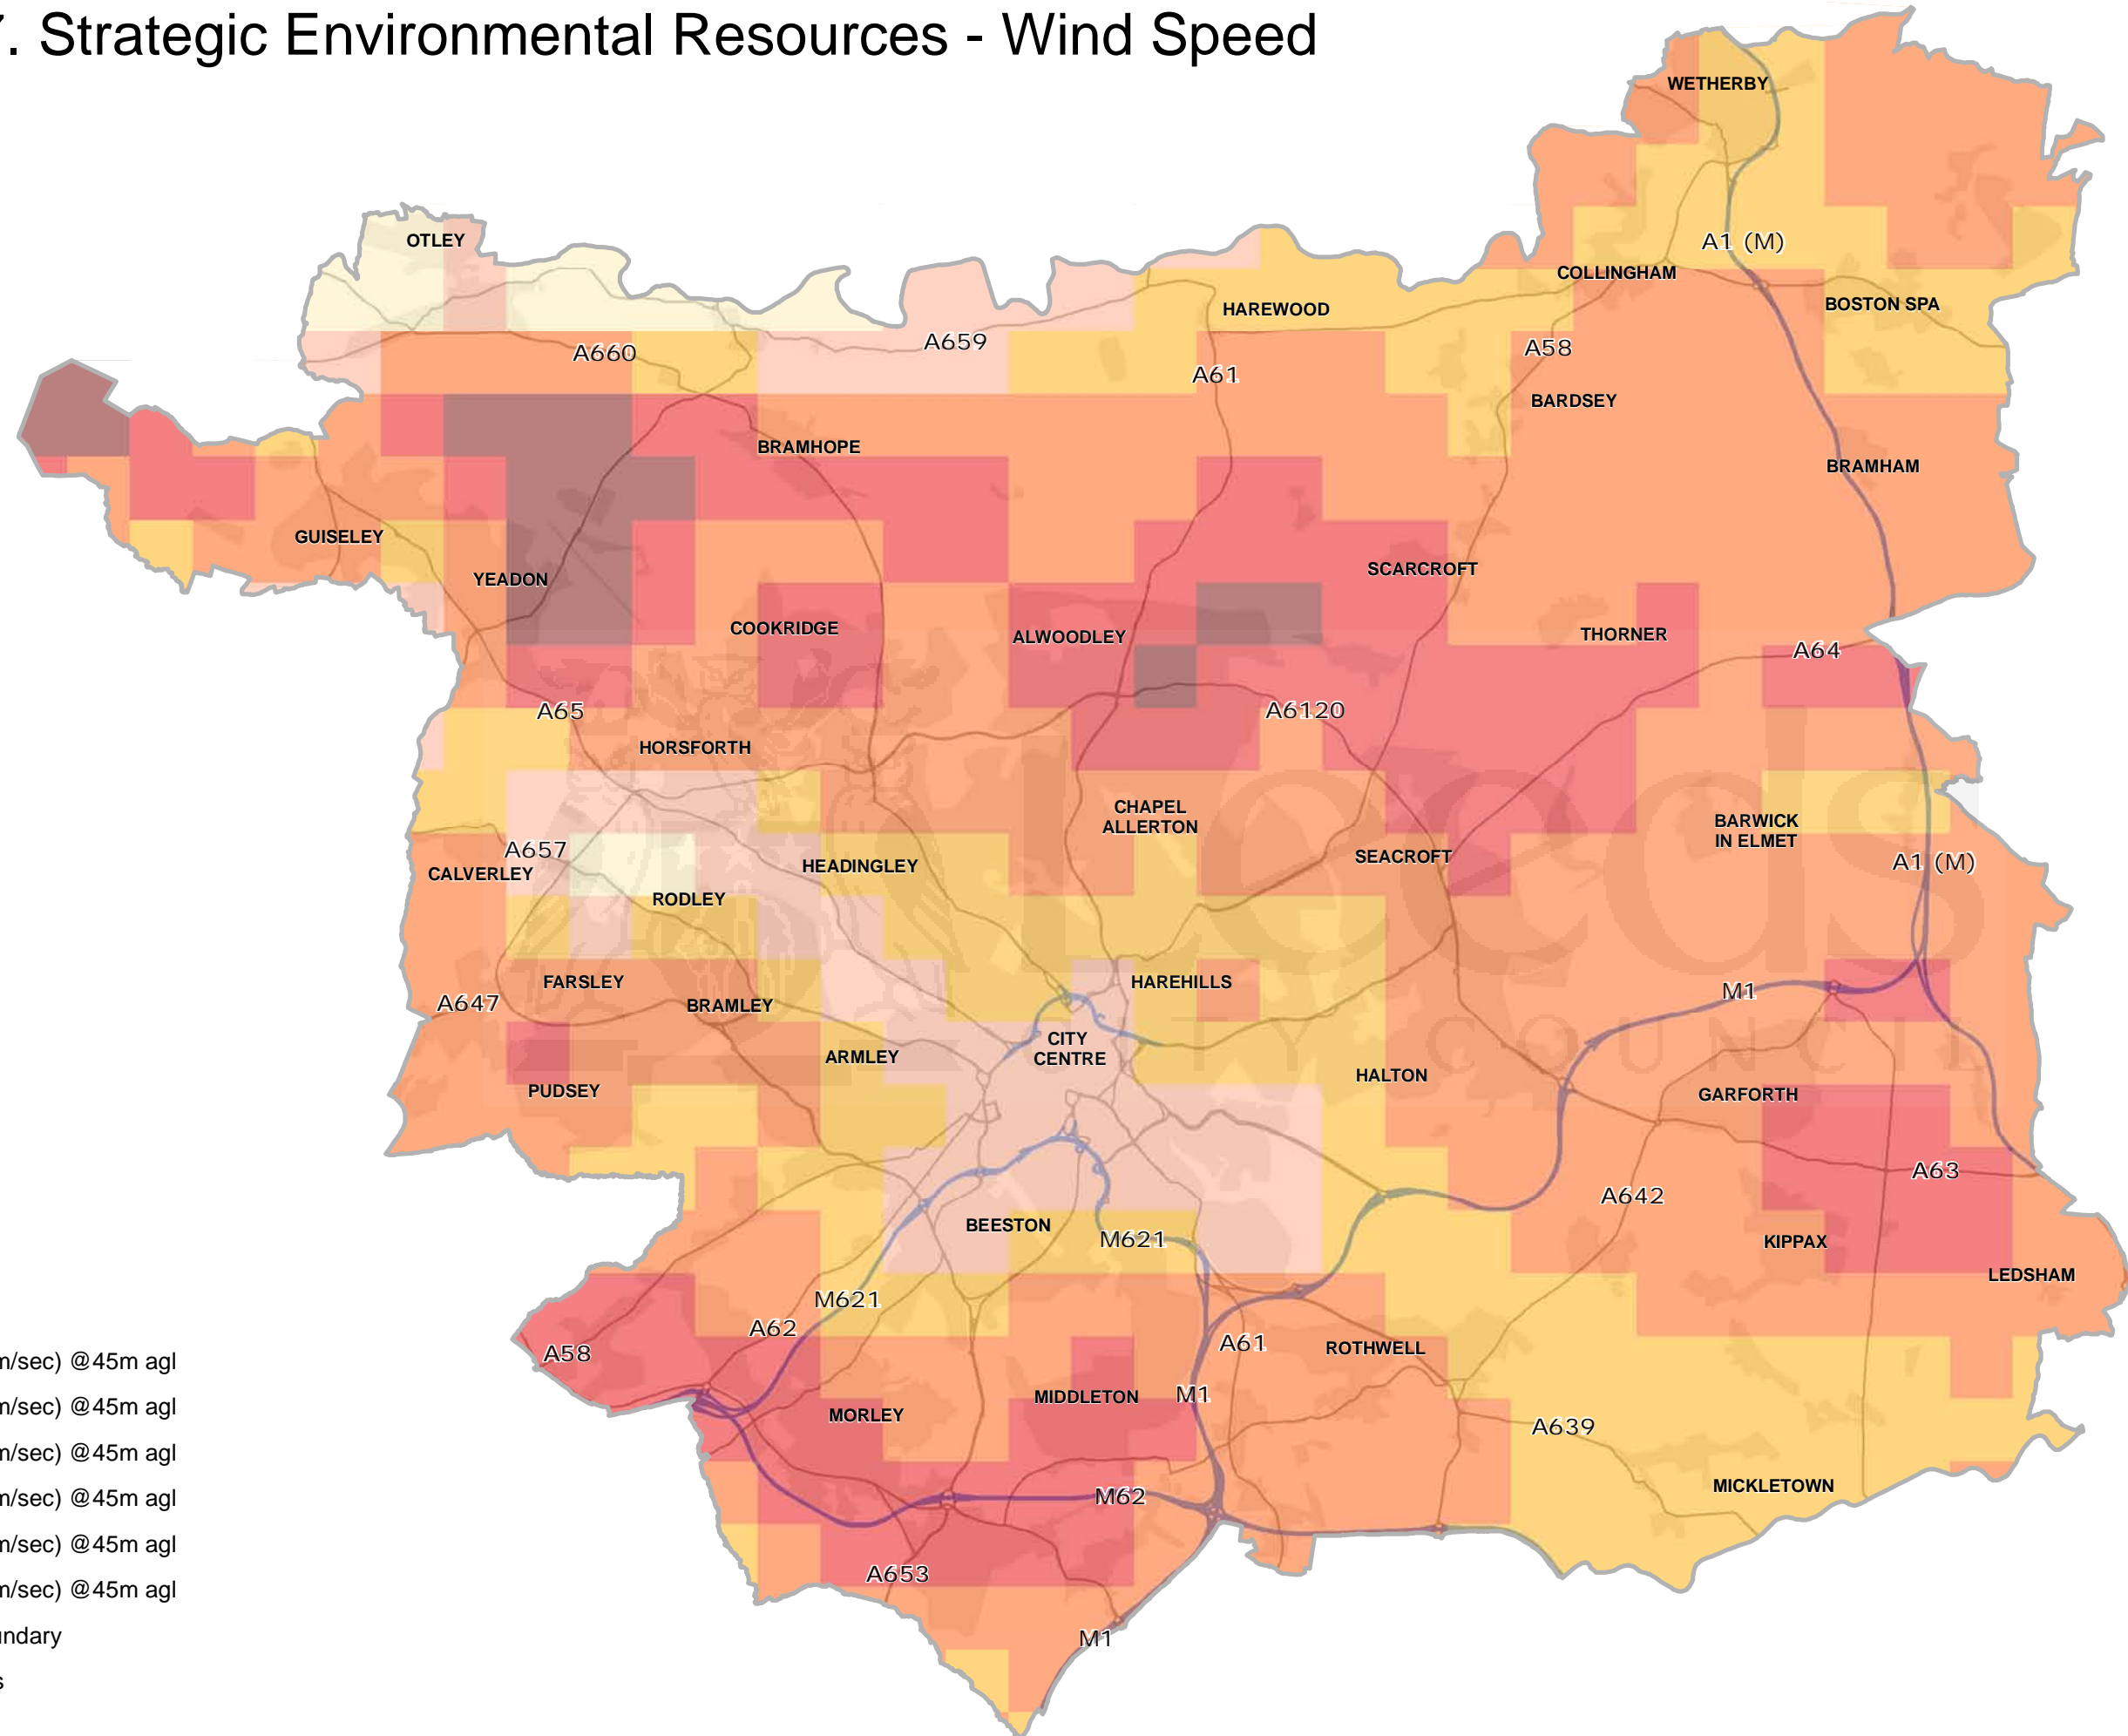 7. Strategic Environmental Resources - Wind Speed
WETHERBY
OTLEY
A1 (M)
COLLINGHAM
BOSTON SPA
HAREWOOD
A659
A660
A58
A61
BARDSEY
BRAMHOPE
BRAMHAM
GUISELEY
SCARCROFT
YEADON
COOKRIDGE
ALWOODLEY
THORNER
A64
A65
A6120
HORSFORTH
CHAPEL
ALLERTON
BARWICK
IN ELMET
A657
SEACROFT
A1 (M)
HEADINGLEY
CALVERLEY
RODLEY
leeds
FARSLEY
HAREHILLS
M1
A647
BRAMLEY
CITY
CENTRE
TY COUNCIL
ARMLEY
HALTON
PUDSEY
GARFORTH
A63
A642
BEESTON
M621
KIPPAX
LEDSHAM
M621
A62
A61
ROTHWELL
A58
m/sec) @45m agl
MIDDLETON
M1
m/sec) @45m agl
MORLEY
A639
m/sec) @45m agl
MICKLETOWN
M62
m/sec) @45m agl
m/sec) @45m agl
A653
m/sec) @45m agl
undary
M1
s